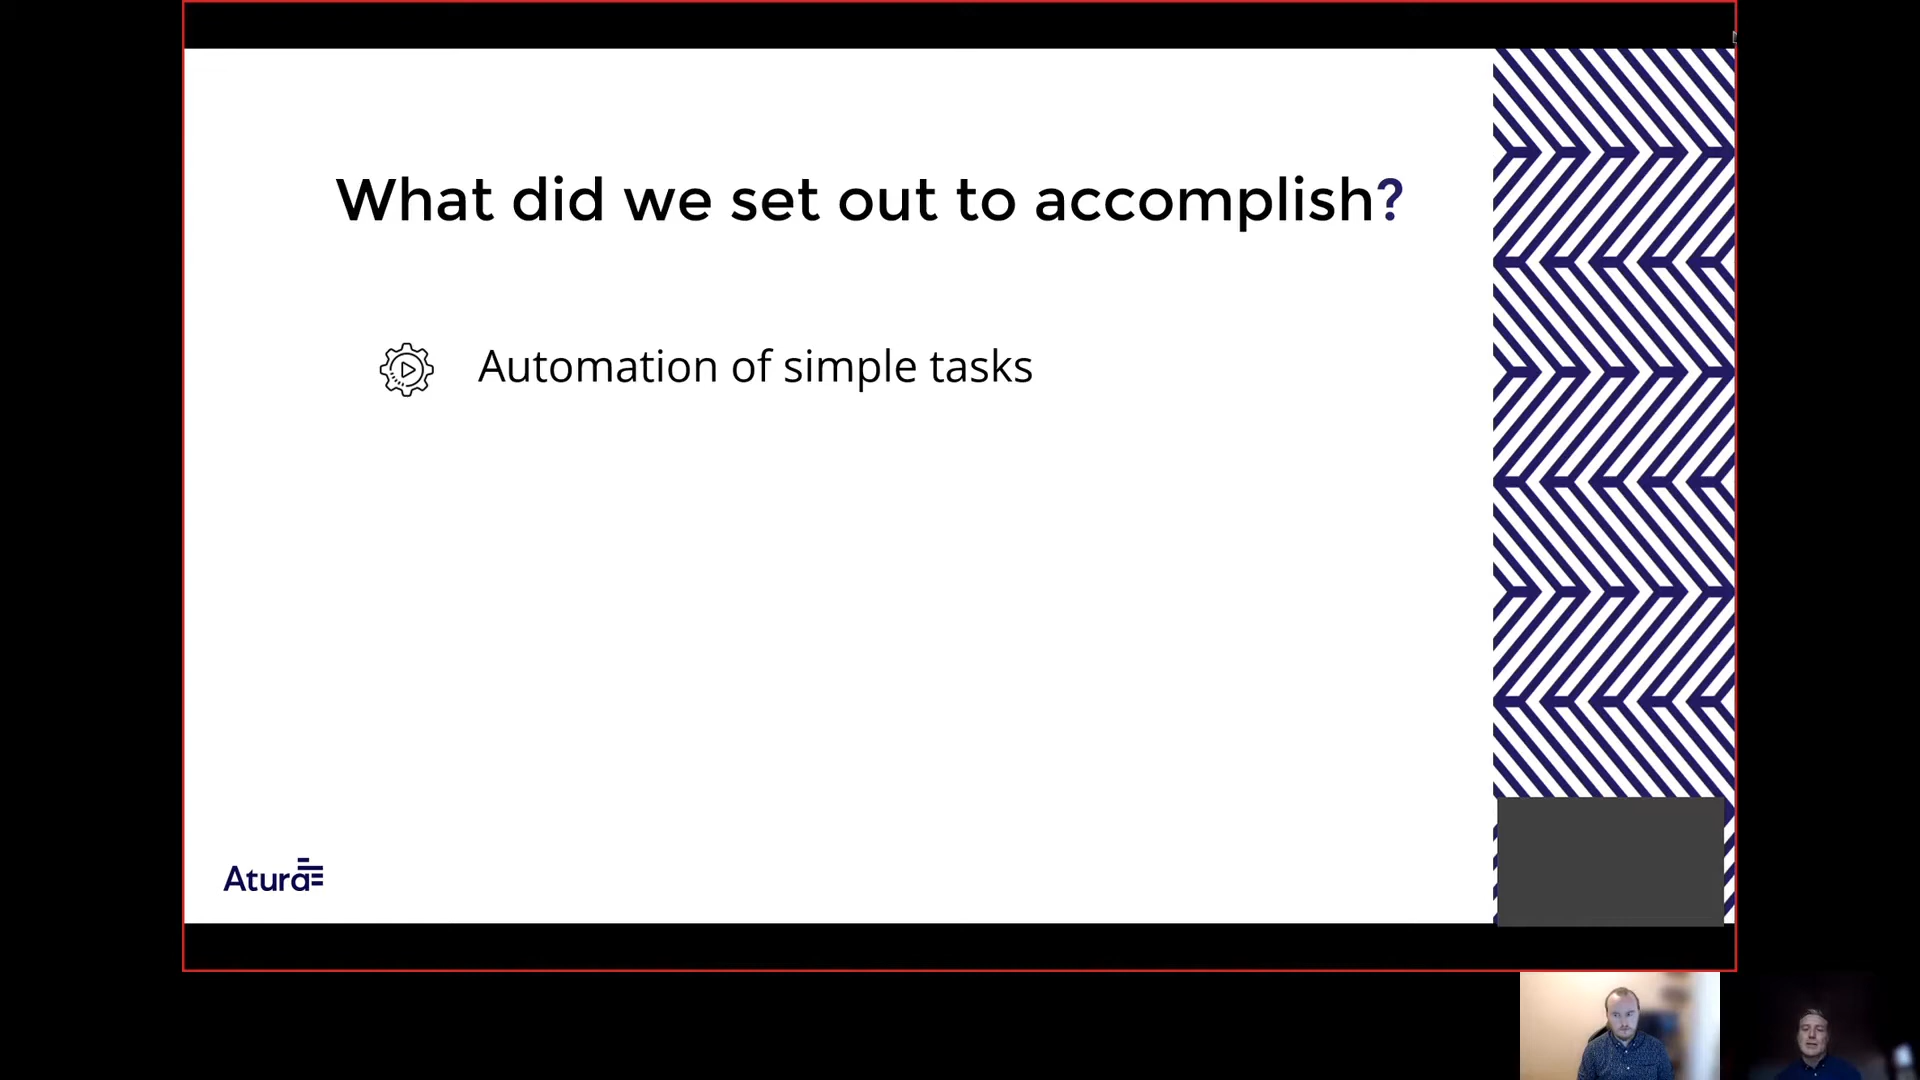 What did we set out to accomplish?
Automation of simple tasks
Atura